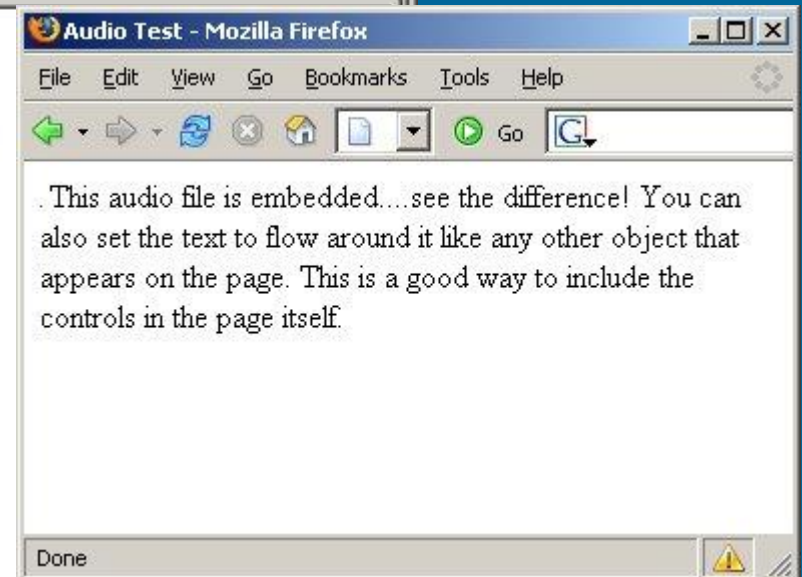 Audio Test - Mozilla Firefox
File Edit View Go Bookmarks Tools Help
Go G
. This audio file is embedded....see the difference! You can
also set the text to flow around it like any other object that
appears on the page. This is a good way to include the
controls in the page itself.
Done